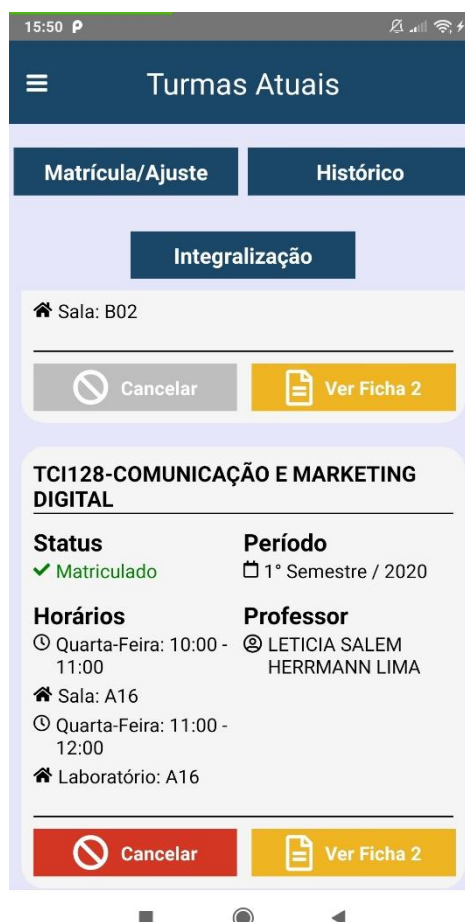 15:50
Turmas Atuais
Matrícula/Ajuste Histórico
Integralização
Sala: B02
Cancelar Ver Ficha 2
TCI128-COMUNICAÇÃO E MARKETING
DIGITAL
Status Período
Matriculado 1° Semestre / 2020
Horários Professor
Quarta-Feira: 10:00 - LETICIA SALEM
11:00 HERRMANN LIMA
Sala: A16
Quarta-Feira: 11:00 -
12:00
Laboratório: A16
Cancelar Ver Ficha 2